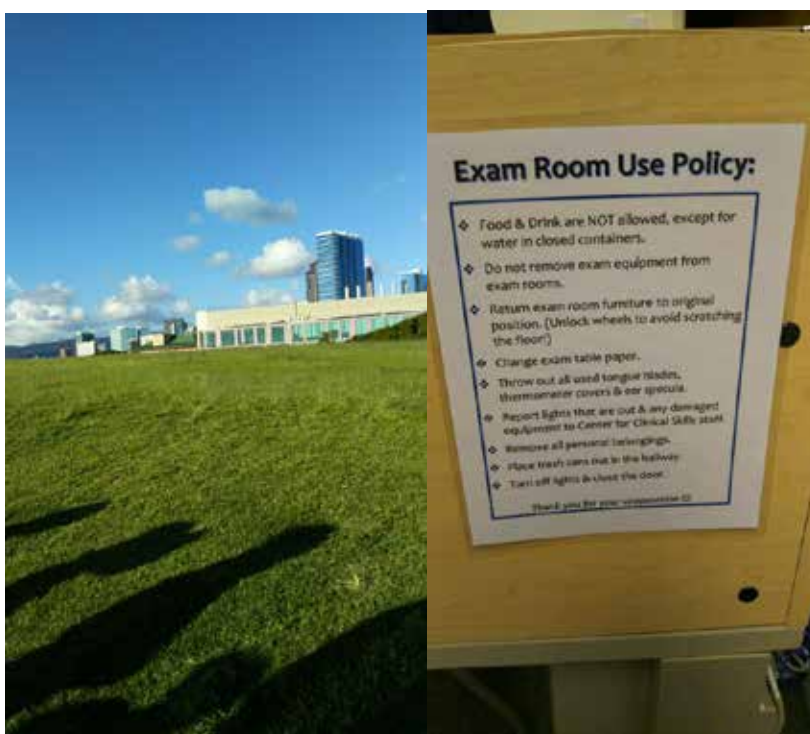 Exam Room Use Policy:
❖ Food & Drink are NOT allowed, except for
water in closed containers.
❖ Do not remove exam equipment from
exam rooms.
❖ Return exam room furniture to original
position. (Unlock wheels to avoid scratching
the floor!)
❖ Change exam table paper.
❖ Throw out all used tongue blades,
thermometer covers & ear specula.
❖ Report lights that are out & any damaged
equipment to Center for Clinical Skills staff.
❖ Remove all personal belongings.
❖ Place trash cans out in the hallway.
❖ Turn off lights & close the door.
Thank you for your cooperation ☺